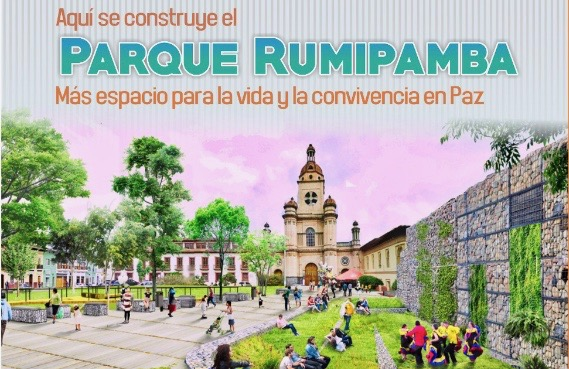 Aquí se construye el
PARQUE RUMIPAMBA
Más espacio para la vida y la convivencia en Paz